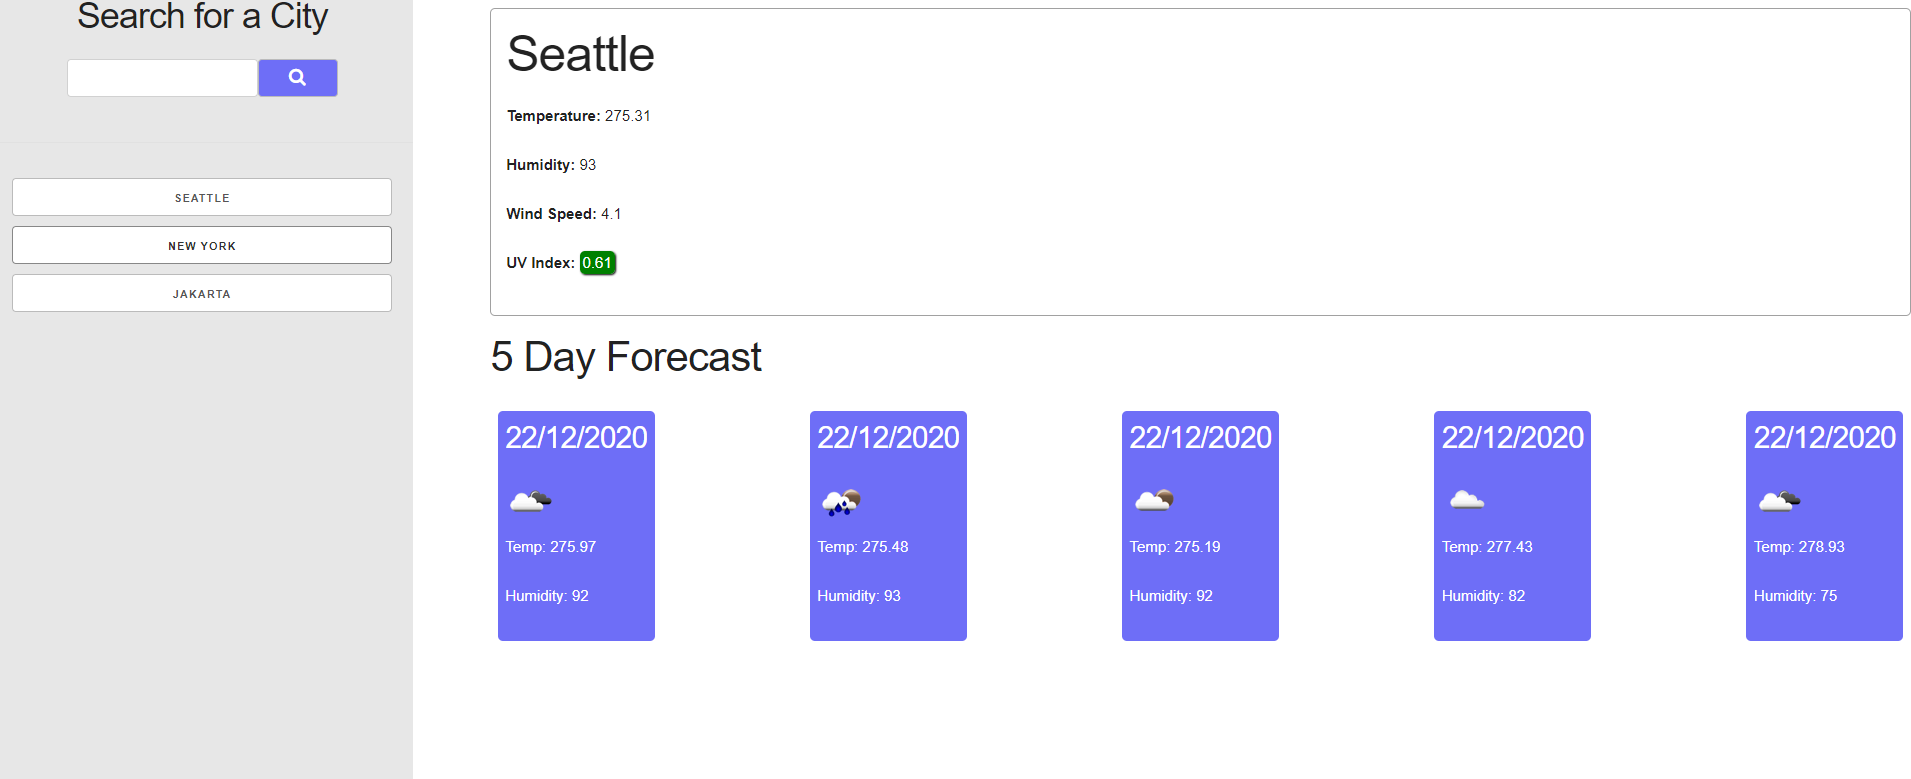 Search for a City
SEATTLE
NEW YORK
JAKARTA
Seattle
Temperature: 275.31
Humidity: 93
Wind Speed: 4.1
UV Index: 0.61
5 Day Forecast
22/12/2020
Temp: 275.97
Humidity: 92
22/12/2020
Temp: 275.48
Humidity: 93
22/12/2020
Temp: 275.19
Humidity: 92
22/12/2020
Temp: 277.43
Humidity: 82
22/12/2020
Temp: 278.93
Humidity: 75